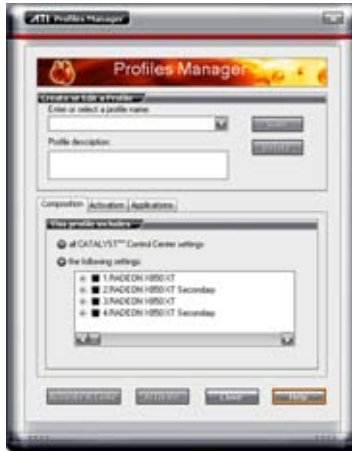 ATI Profiles Manager
Profiles Manager
Create or Edit a Profile
Enter or select a profile name:
Profile description:
Composition
Activation
Applications
This profile includes
all CATALYST™ Control Center settings
the following settings:
1.RADEON X850 XT
2.RADEON X850 XT Secondary
3.RADEON X850 XT
4.RADEON X850 XT Secondary
Close
Help